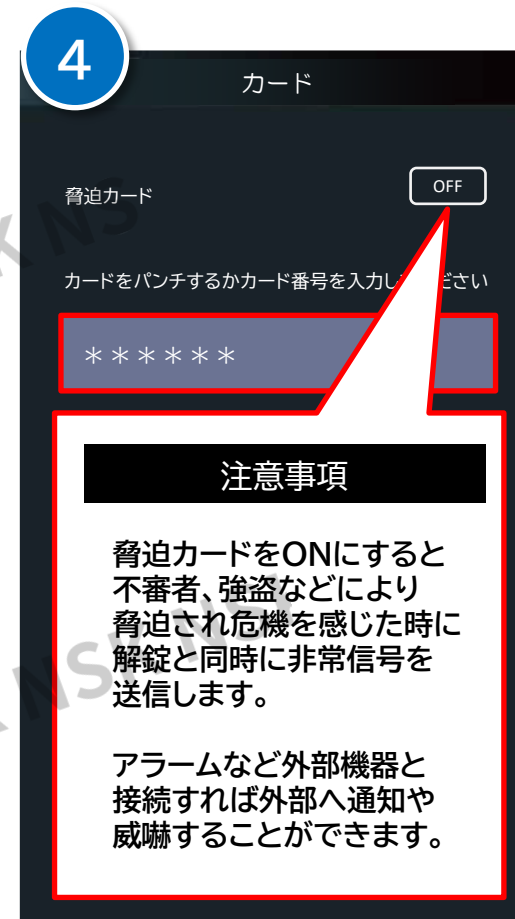 4
カード
脅迫カード
OFF
カードをパンチするかカード番号を入力し
ださい
******
注意事項
脅迫カードをONにすると
不審者、強盗などにより
脅迫され危機を感じた時に
解錠と同時に非常信号を
送信します。
アラームなど外部機器と
接続すれば外部へ通知や
威嚇することができます。
K NS
NSK NSK
K